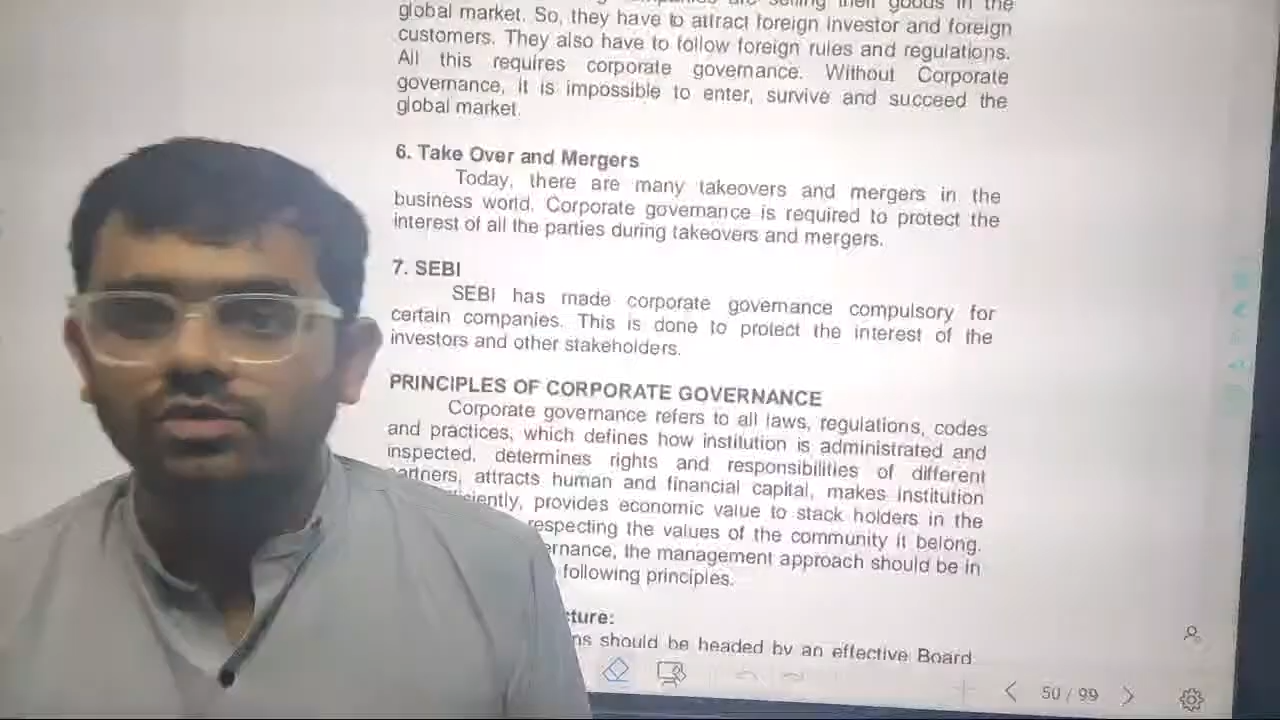 selling their goods in the
global market. So, they have to attract foreign investor and foreign
customers. They also have to follow foreign rules and regulations.
All this requires corporate governance. Without Corporate
governance, it is impossible to enter, survive and succeed the
global market.
6. Take Over and Mergers
Today, there are many takeovers and mergers in the
business world. Corporate governance is required to protect the
interest of all the parties during takeovers and mergers.
7. SEBI
SEBI has made corporate governance compulsory for
certain companies. This is done to protect the interest of the
investors and other stakeholders.
PRINCIPLES OF CORPORATE GOVERNANCE
Corporate governance refers to all laws, regulations, codes
and practices, which defines how institution is administrated and
inspected, determines rights and responsibilities of different
partners, attracts human and financial capital, makes institution
provides economic value to stack holders in the
respecting the values of the community it belong.
the management approach should be in
following principles.
should be headed by an effective Board
50 / 99